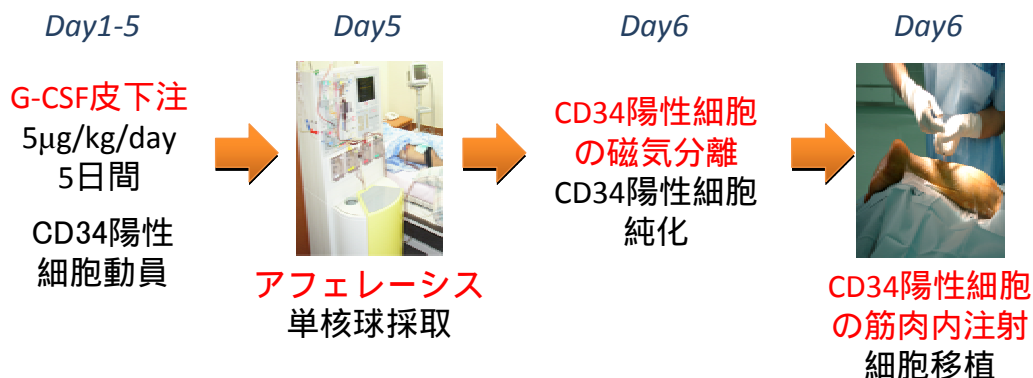 Day1-5
G-CSF皮下注
5μg/kg/day
5日間
CD34陽性
細胞動員
Day5
アフェレーシス
単核球採取
Day6
CD34陽性細胞
の磁気分離
CD34陽性細胞
純化
Day6
CD34陽性細胞
の筋肉内注射
細胞移植